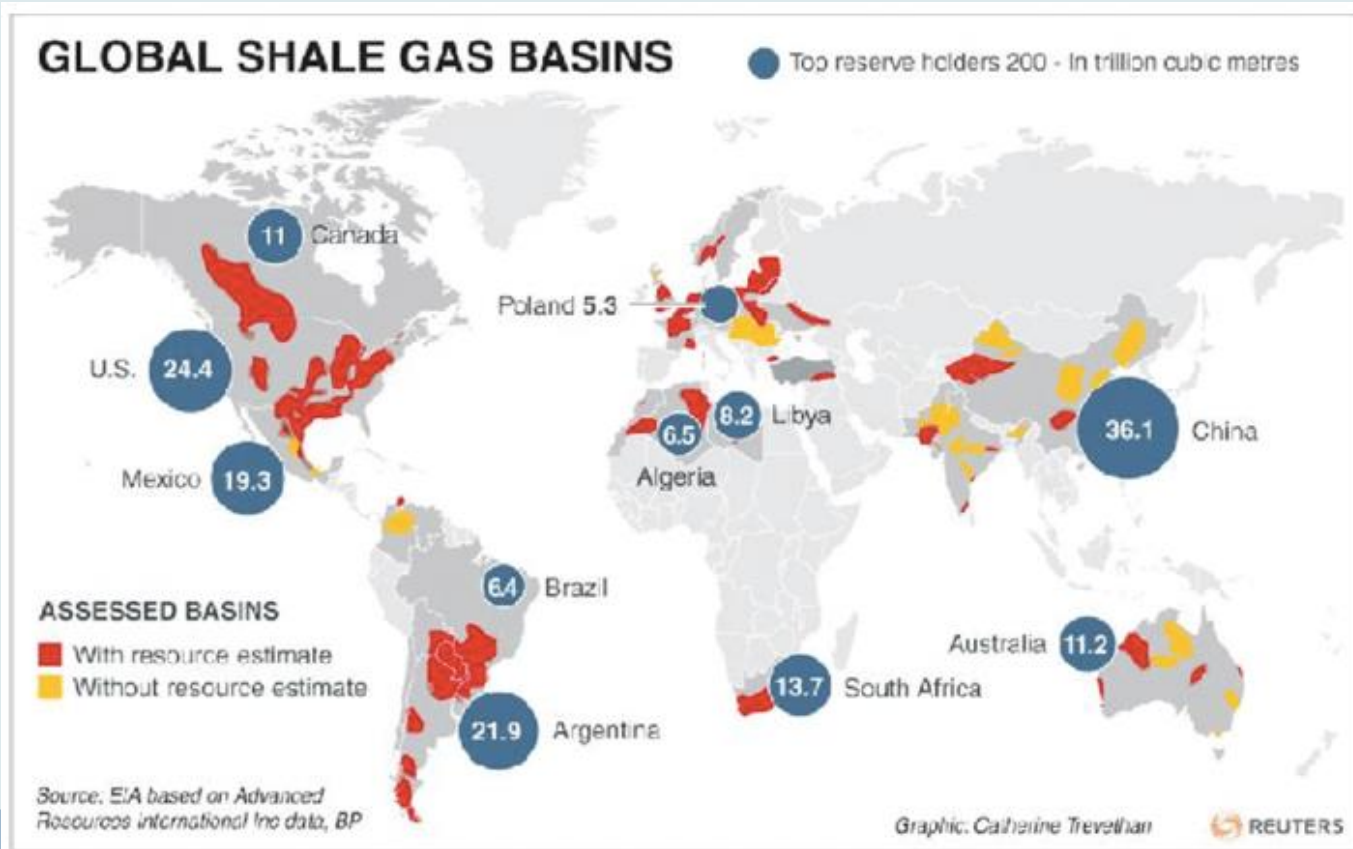 GLOBAL SHALE GAS BASINS
Top reserve holders 200 - In trillion cubic metres
11 Canada
Poland 5.3
U.S. 24.4
8.2 Libya
6.5
Algeria
36.1 China
Mexico 19.3
6.4 Brazil
ASSESSED BASINS
With resource estimate
Without resource estimate
Australia 11.2
13.7 South Africa
21.9 Argentina
Source: EIA based on Advanced
Resources International Inc data, BP
Graphic: Catherine Trevethan
REUTERS